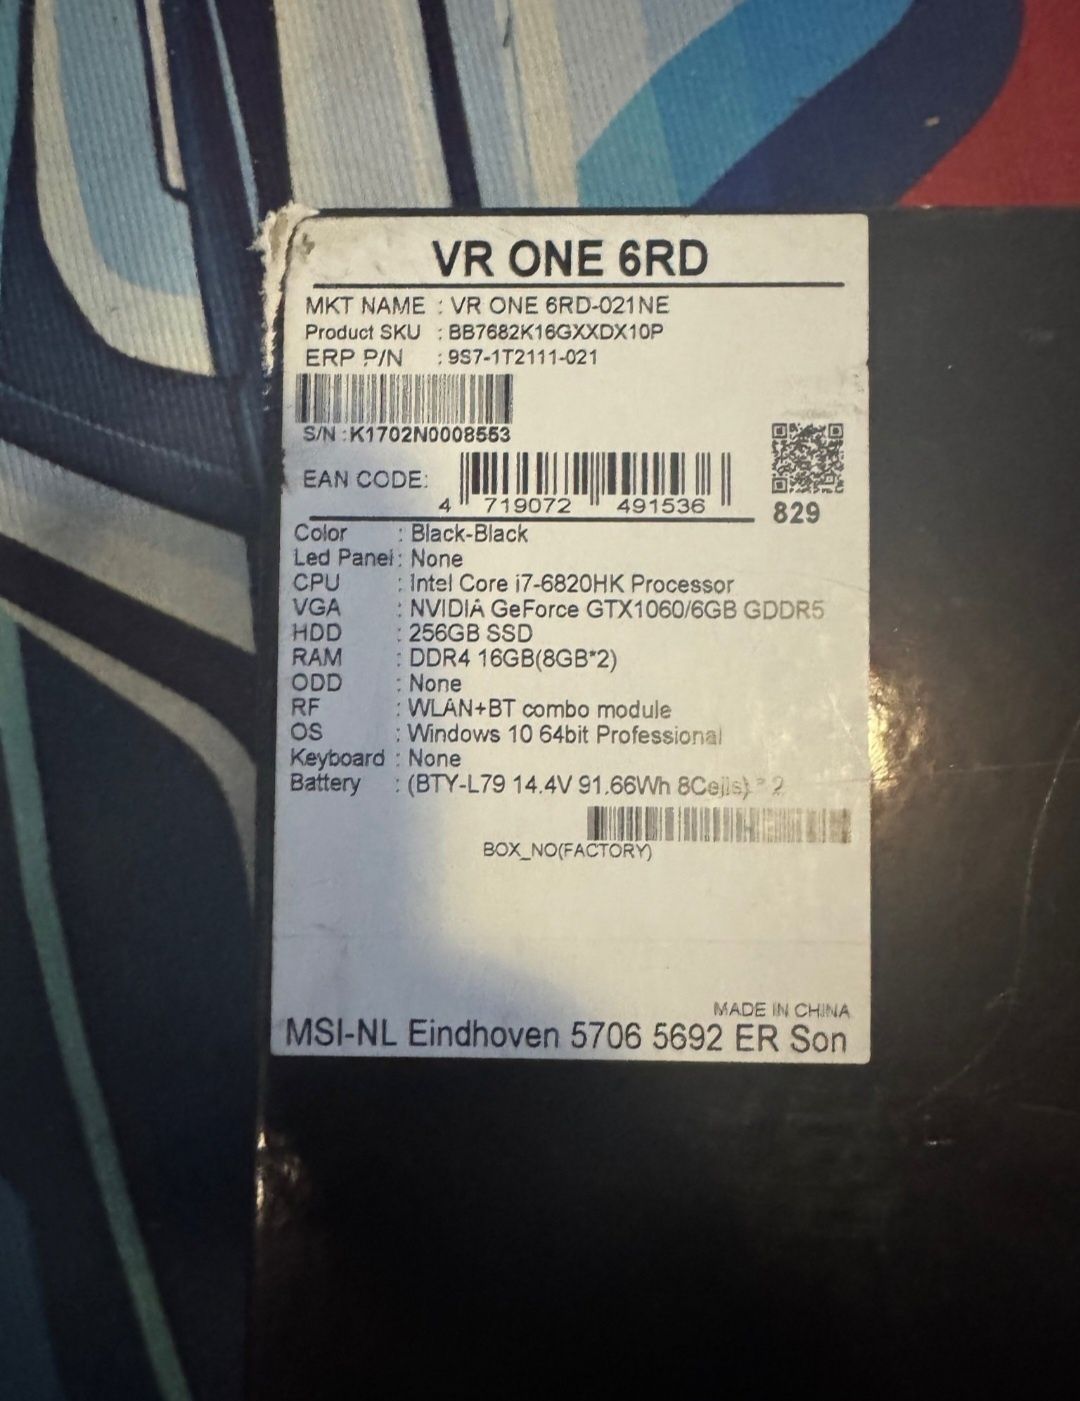 VR ONE 6RD
MKT NAME : VR ONE 6RD-021NE
Product SKU : BB7682K16GXXDX10P
ERP P/N : 9S7-1T2111-021
S/N :K1702N0008553
EAN CODE:
4 719072 491536
829
Color : Black-Black
Led Panel : None
CPU : Intel Core i7-6820HK Processor
VGA : NVIDIA GeForce GTX1060/6GB GDDR5
HDD : 256GB SSD
RAM : DDR4 16GB(8GB*2)
ODD : None
RF : WLAN+BT combo module
OS : Windows 10 64bit Professional
Keyboard : None
Battery : (BTY-L79 14.4V 91.66Wh 8Cells) * 2
BOX_NO(FACTORY)
MADE IN CHINA
MSI-NL Eindhoven 5706 5692 ER Son